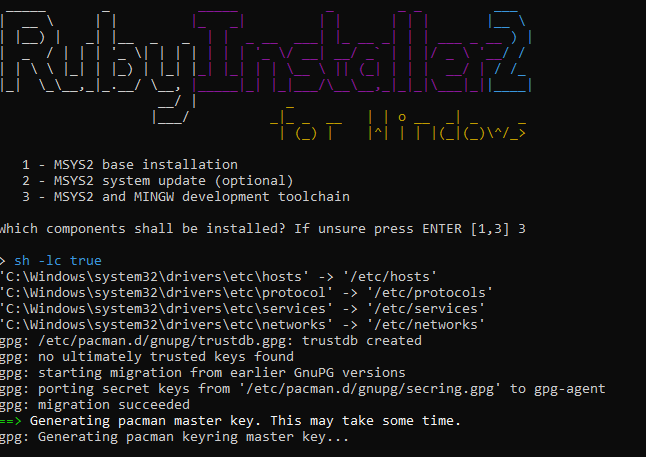 RubyInstaller2
for Windows
1 - MSYS2 base installation
2 - MSYS2 system update (optional)
3 - MSYS2 and MINGW development toolchain
Which components shall be installed? If unsure press ENTER [1,3] 3
> sh -lc true
'C:\Windows\system32\drivers\etc\hosts' -> '/etc/hosts'
'C:\Windows\system32\drivers\etc\protocol' -> '/etc/protocols'
'C:\Windows\system32\drivers\etc\services' -> '/etc/services'
'C:\Windows\system32\drivers\etc\networks' -> '/etc/networks'
gpg: /etc/pacman.d/gnupg/trustdb.gpg: trustdb created
gpg: no ultimately trusted keys found
gpg: starting migration from earlier GnuPG versions
gpg: porting secret keys from '/etc/pacman.d/gnupg/secring.gpg' to gpg-agent
gpg: migration succeeded
==> Generating pacman master key. This may take some time.
gpg: Generating pacman keyring master key...